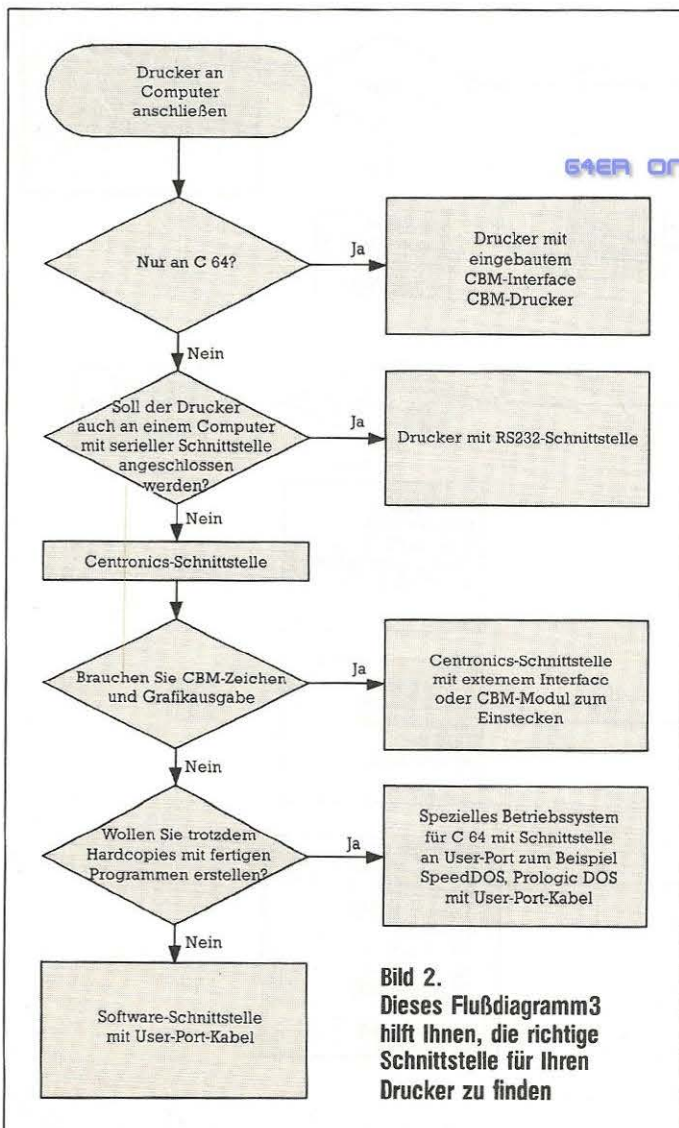 Drucker an
Computer
anschließen
64ER
Nur an C 64?
Ja
Drucker mit
eingebautem
CBM-Interface
CBM-Drucker
Nein
Soll der Drucker
auch an einem Computer
mit serieller Schnittstelle
angeschlossen
werden?
Ja
Drucker mit RS232-Schnittstelle
Nein
Centronics-Schnittstelle
Brauchen Sie CBM-Zeichen
und Grafikausgabe
Ja
Centronics-Schnittstelle
mit externem Interface
oder CBM-Modul zum
Einstecken
Nein
Wollen Sie trotzdem
Hardcopies mit fertigen
Programmen erstellen?
Ja
Spezielles Betriebssystem
für C 64 mit Schnittstelle
an User-Port zum Beispiel
SpeedDOS, Prologic DOS
mit User-Port-Kabel
Nein
Software-Schnittstelle
mit User-Port-Kabel
Bild 2.
Dieses Flußdiagramm3
hilft Ihnen, die richtige
Schnittstelle für Ihren
Drucker zu finden